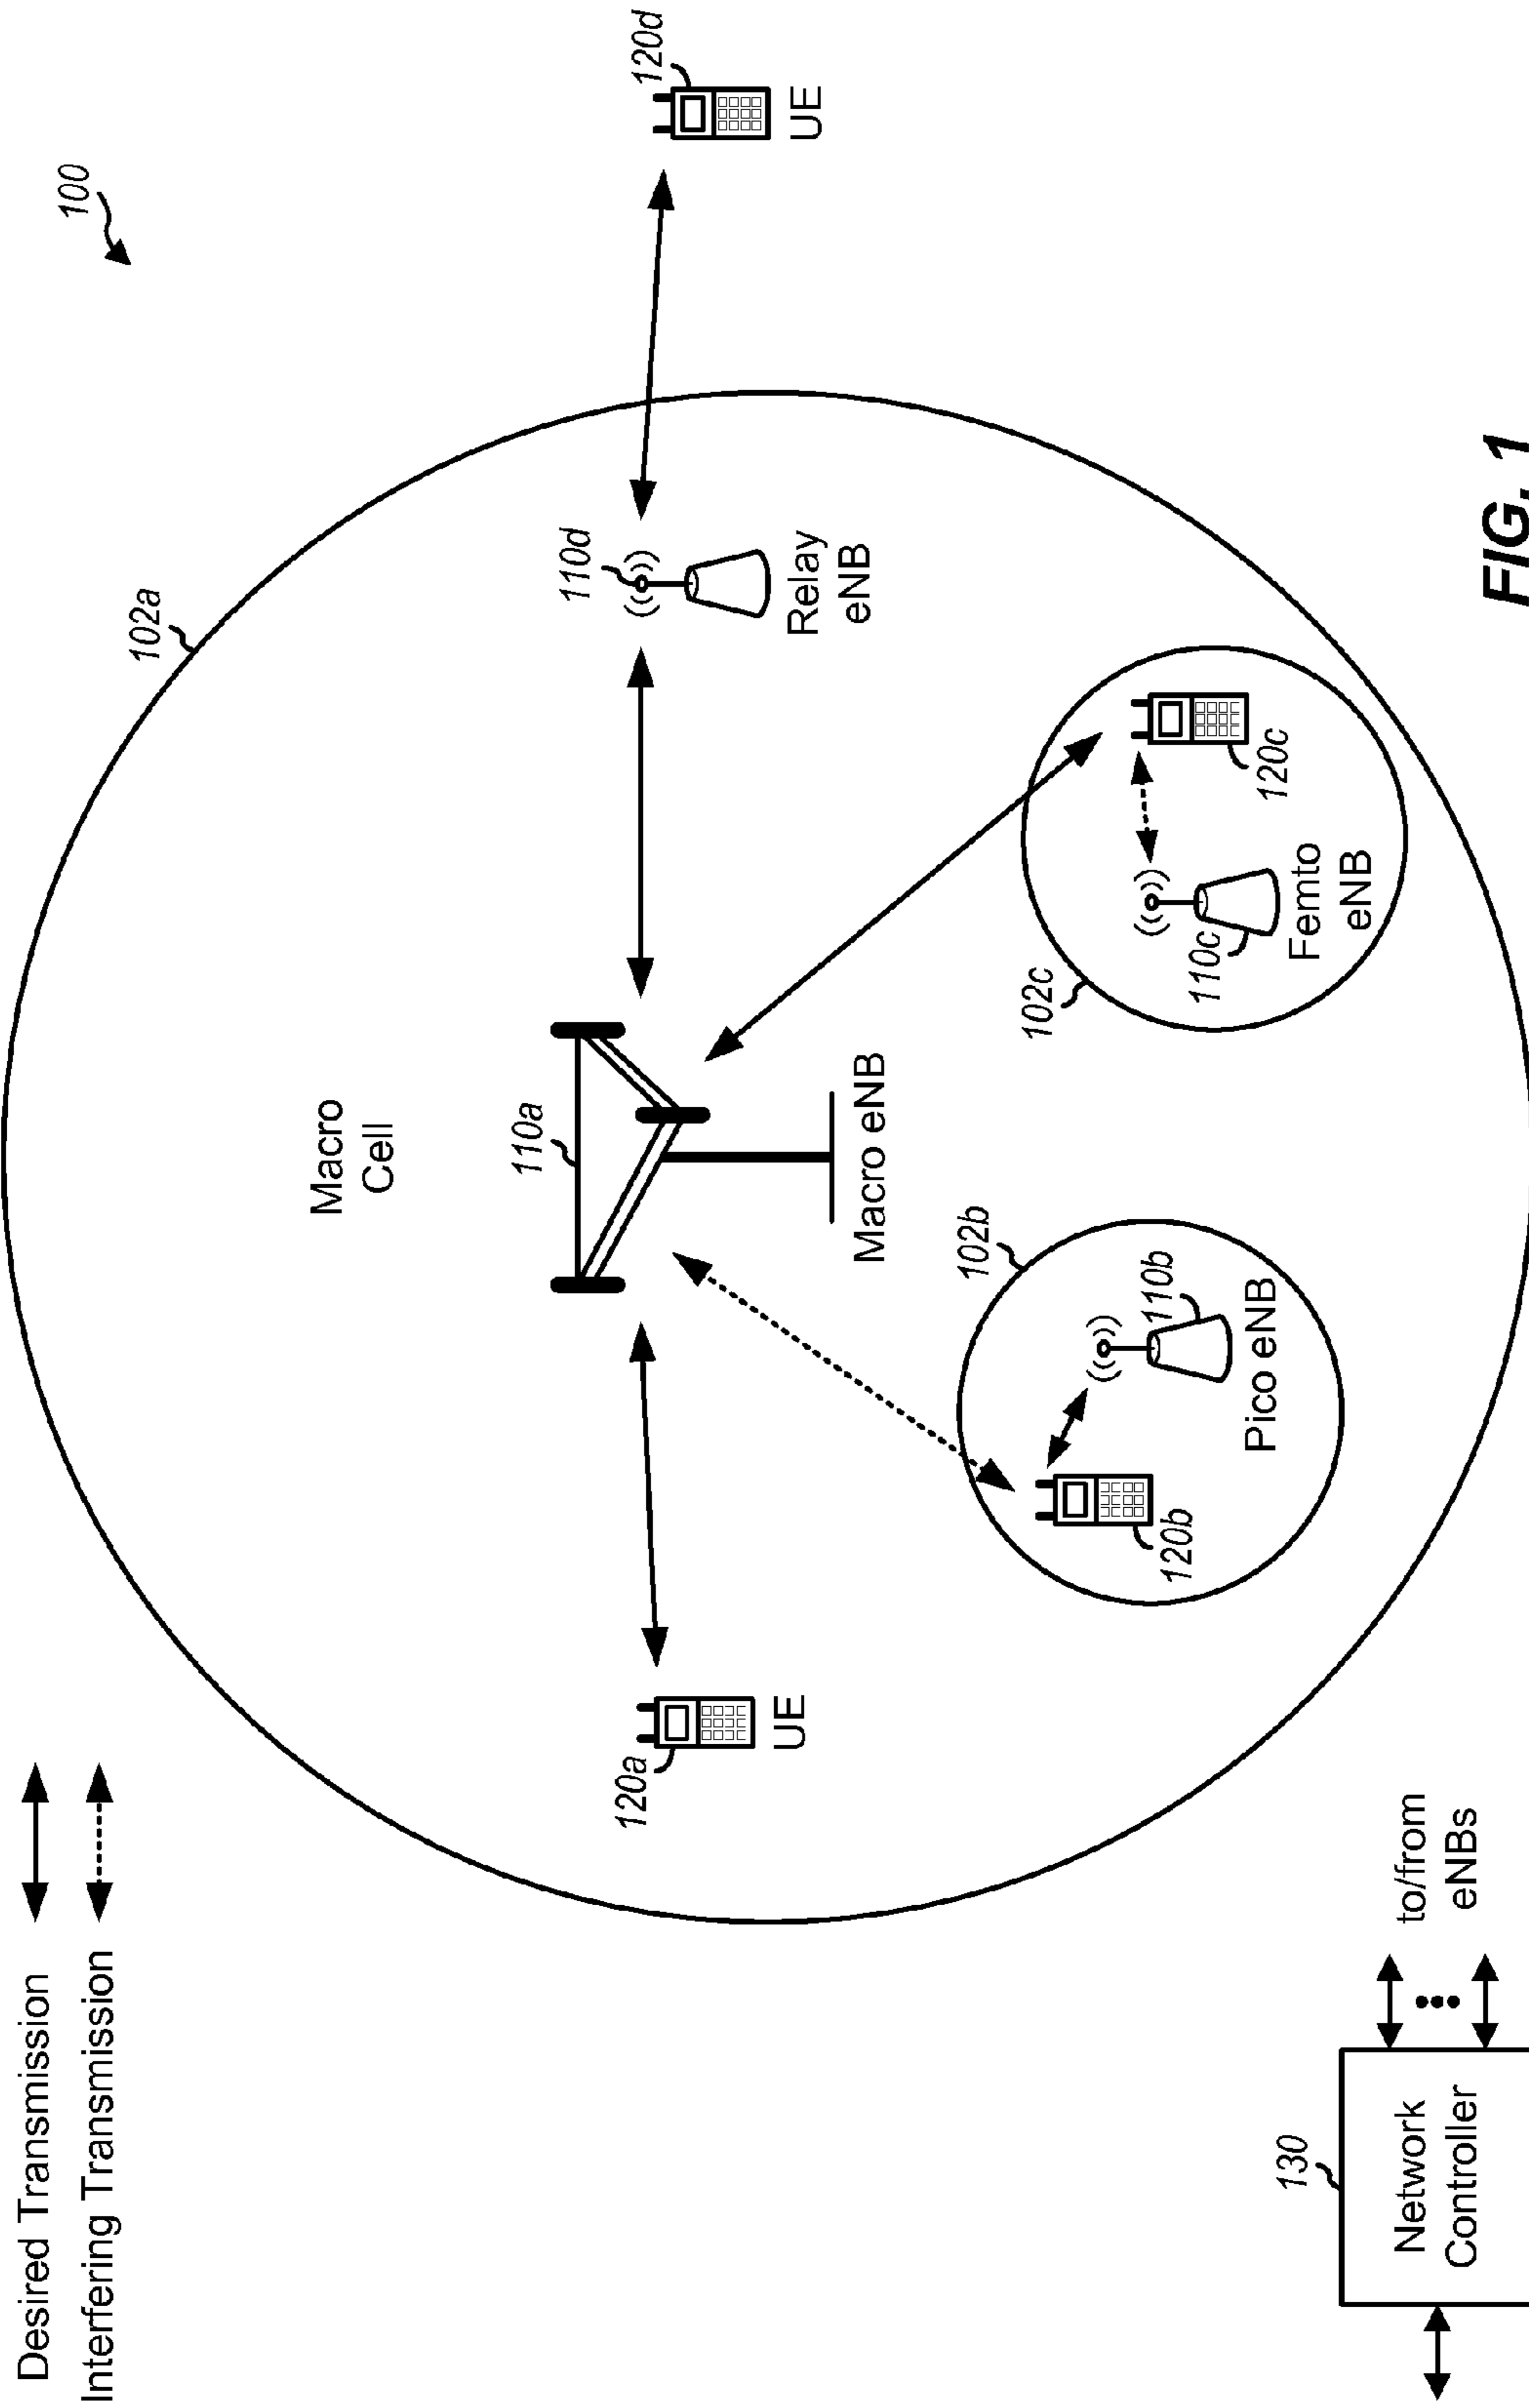 Desired Transmission
Interfering Transmission
100
102a
Macro
Cell
110a
110d
120d
120a
UE
Macro eNB
Relay
eNB
UE
102b
102c
120b
110b
Pico eNB
110c
Femto
eNB
120c
130
Network
Controller
to/from
eNBs
FIG. 1